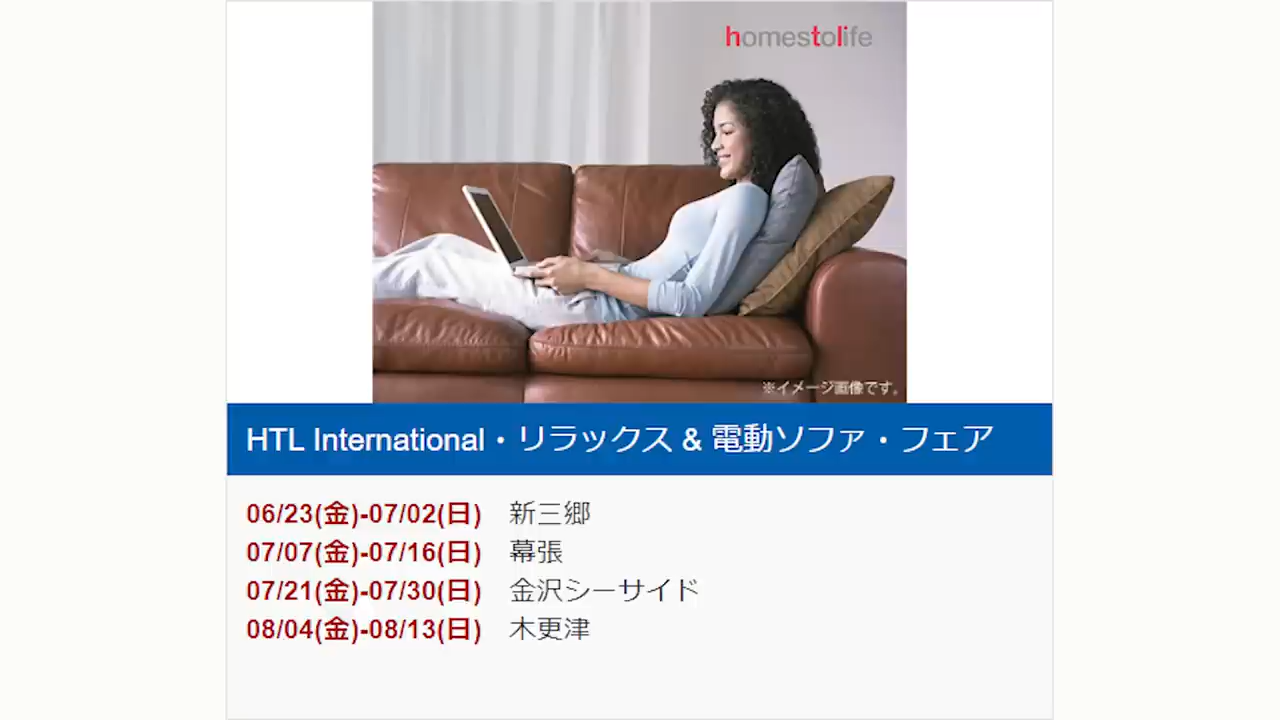 homestolife
※イメージ画像です。
HTL International・リラックス & 電動ソファ・フェア
06/23(金)-07/02(日) 新三郷
07/07(金)-07/16(日) 幕張
07/21(金)-07/30(日) 金沢シーサイド
08/04(金)-08/13(日) 木更津